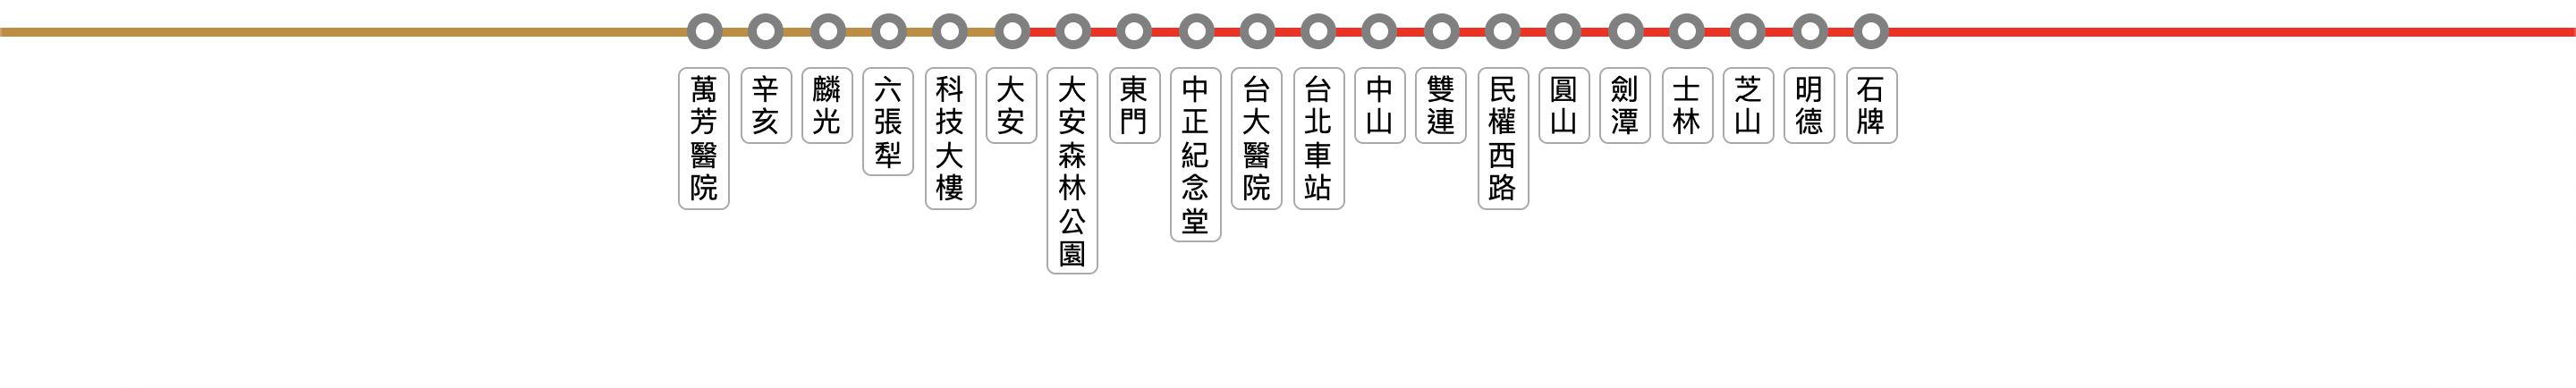 萬芳醫院
辛亥
麟光
六張犁
科技大樓
大安
大安森林公園
東門
中正紀念堂
台大醫院
台北車站
中山
雙連
民權西路
圓山
劍潭
士林
芝山
明德
石牌